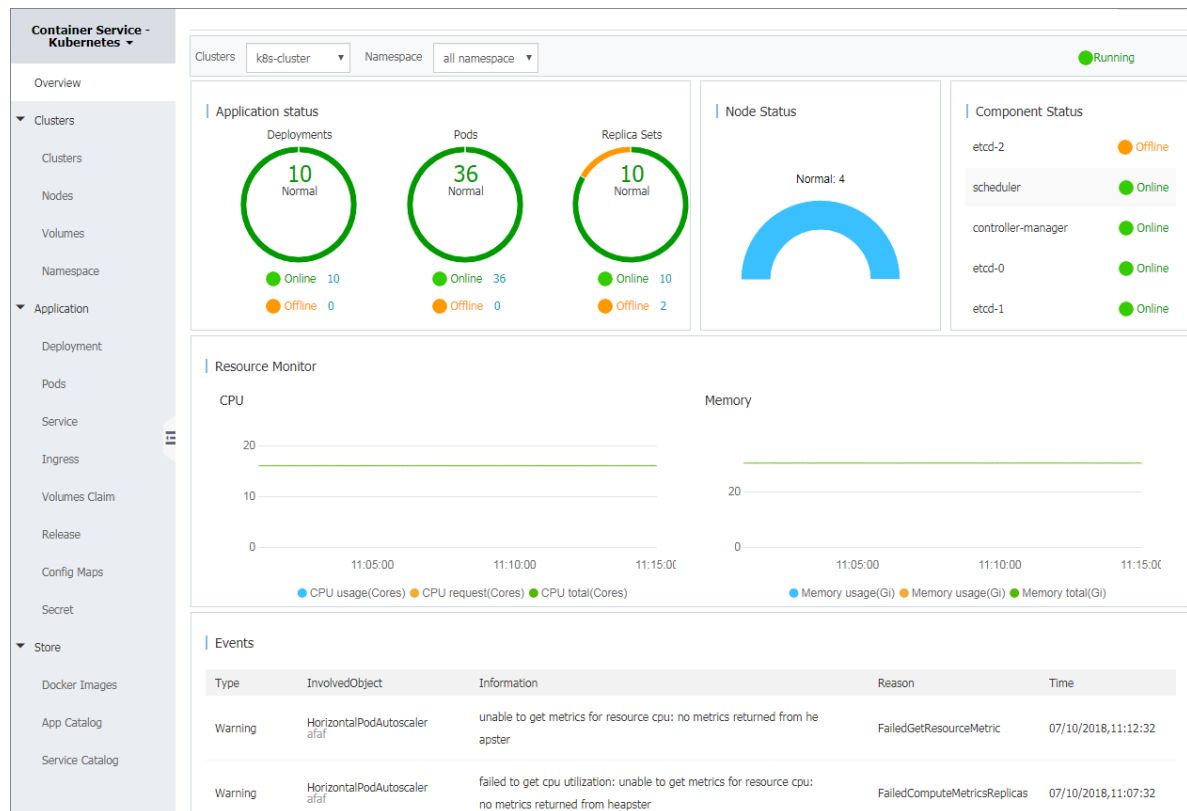 Container Service -
Kubernetes
Overview
Clusters
Clusters
Nodes
Volumes
Namespace
Application
Deployment
Pods
Service
Ingress
Volumes Claim
Release
Config Maps
Secret
Store
Docker Images
App Catalog
Service Catalog
Clusters k8s-cluster Namespace all namespace Running
Application status
Deployments Pods Replica Sets
10 36 10
Normal Normal Normal
Online 10 Online 36 Online 10
Offline 0 Offline 0 Offline 2
Node Status
Normal: 4
Component Status
etcd-2 Offline
scheduler Online
controller-manager Online
etcd-0 Online
etcd-1 Online
Resource Monitor
CPU
20
10
0
11:05:00 11:10:00 11:15:0
CPU usage(Cores) CPU request(Cores) CPU total(Cores)
Memory
20
0
11:05:00 11:10:00 11:15:0
Memory usage(Gi) Memory usage(Gi) Memory total(Gi)
Events
Type InvolvedObject Information Reason Time
Warning HorizontalPodAutoscaler unable to get metrics for resource cpu: no metrics returned from he FailedGetResourceMetric 07/10/2018,11:12:32
afaf apster
Warning HorizontalPodAutoscaler failed to get cpu utilization: unable to get metrics for resource cpu: FailedComputeMetricsReplicas 07/10/2018,11:07:32
afaf no metrics returned from heapster